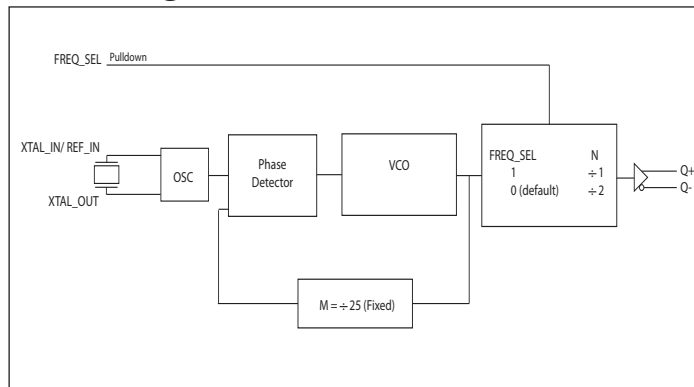 FREQ_SEL Pulldown
XTAL_IN/ REF_IN
XTAL_OUT
OSC
Phase
Detector
VCO
FREQ_SEL N
1 ÷1
0 (default) ÷2
Q+
Q-
M = ÷25 (Fixed)